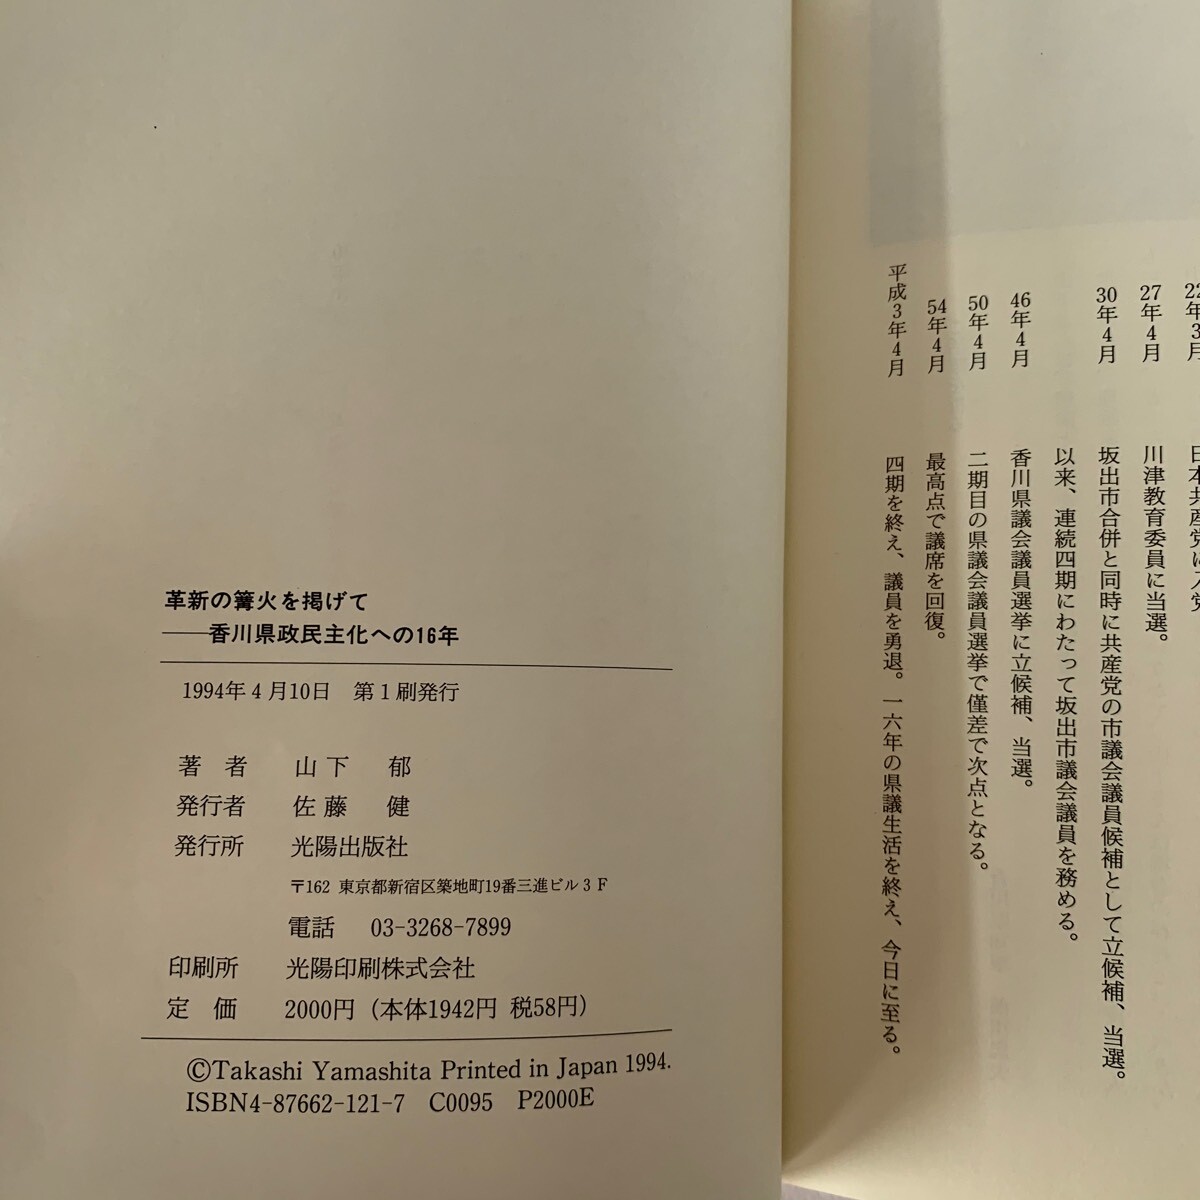 22年3月　日本共産党に入党
27年4月　川津教育委員に当選。
30年4月　坂出市合併と同時に共産党の市議会議員候補として立候補、当選。
以来、連続四期にわたって坂出市議会議員を務める。
46年4月　香川県議会議員選挙に立候補、当選。
50年4月　二期目の県議会議員選挙で僅差で次点となる。
54年4月　最高点で議席を回復。
平成3年4月　四期を終え、議員を勇退。一六年の県議生活を終え、今日に至る。
革新の篝火を掲げて
――香川県政民主化への16年
1994年4月10日　第1刷発行
著　者　山下　郁
発行者　佐藤　健
発行所　光陽出版社
〒162 東京都新宿区築地町19番三進ビル3F
電話　03-3268-7899
印刷所　光陽印刷株式会社
定　価　2000円（本体1942円 税58円）
©Takashi Yamashita Printed in Japan 1994.
ISBN4-87662-121-7　C0095　P2000E